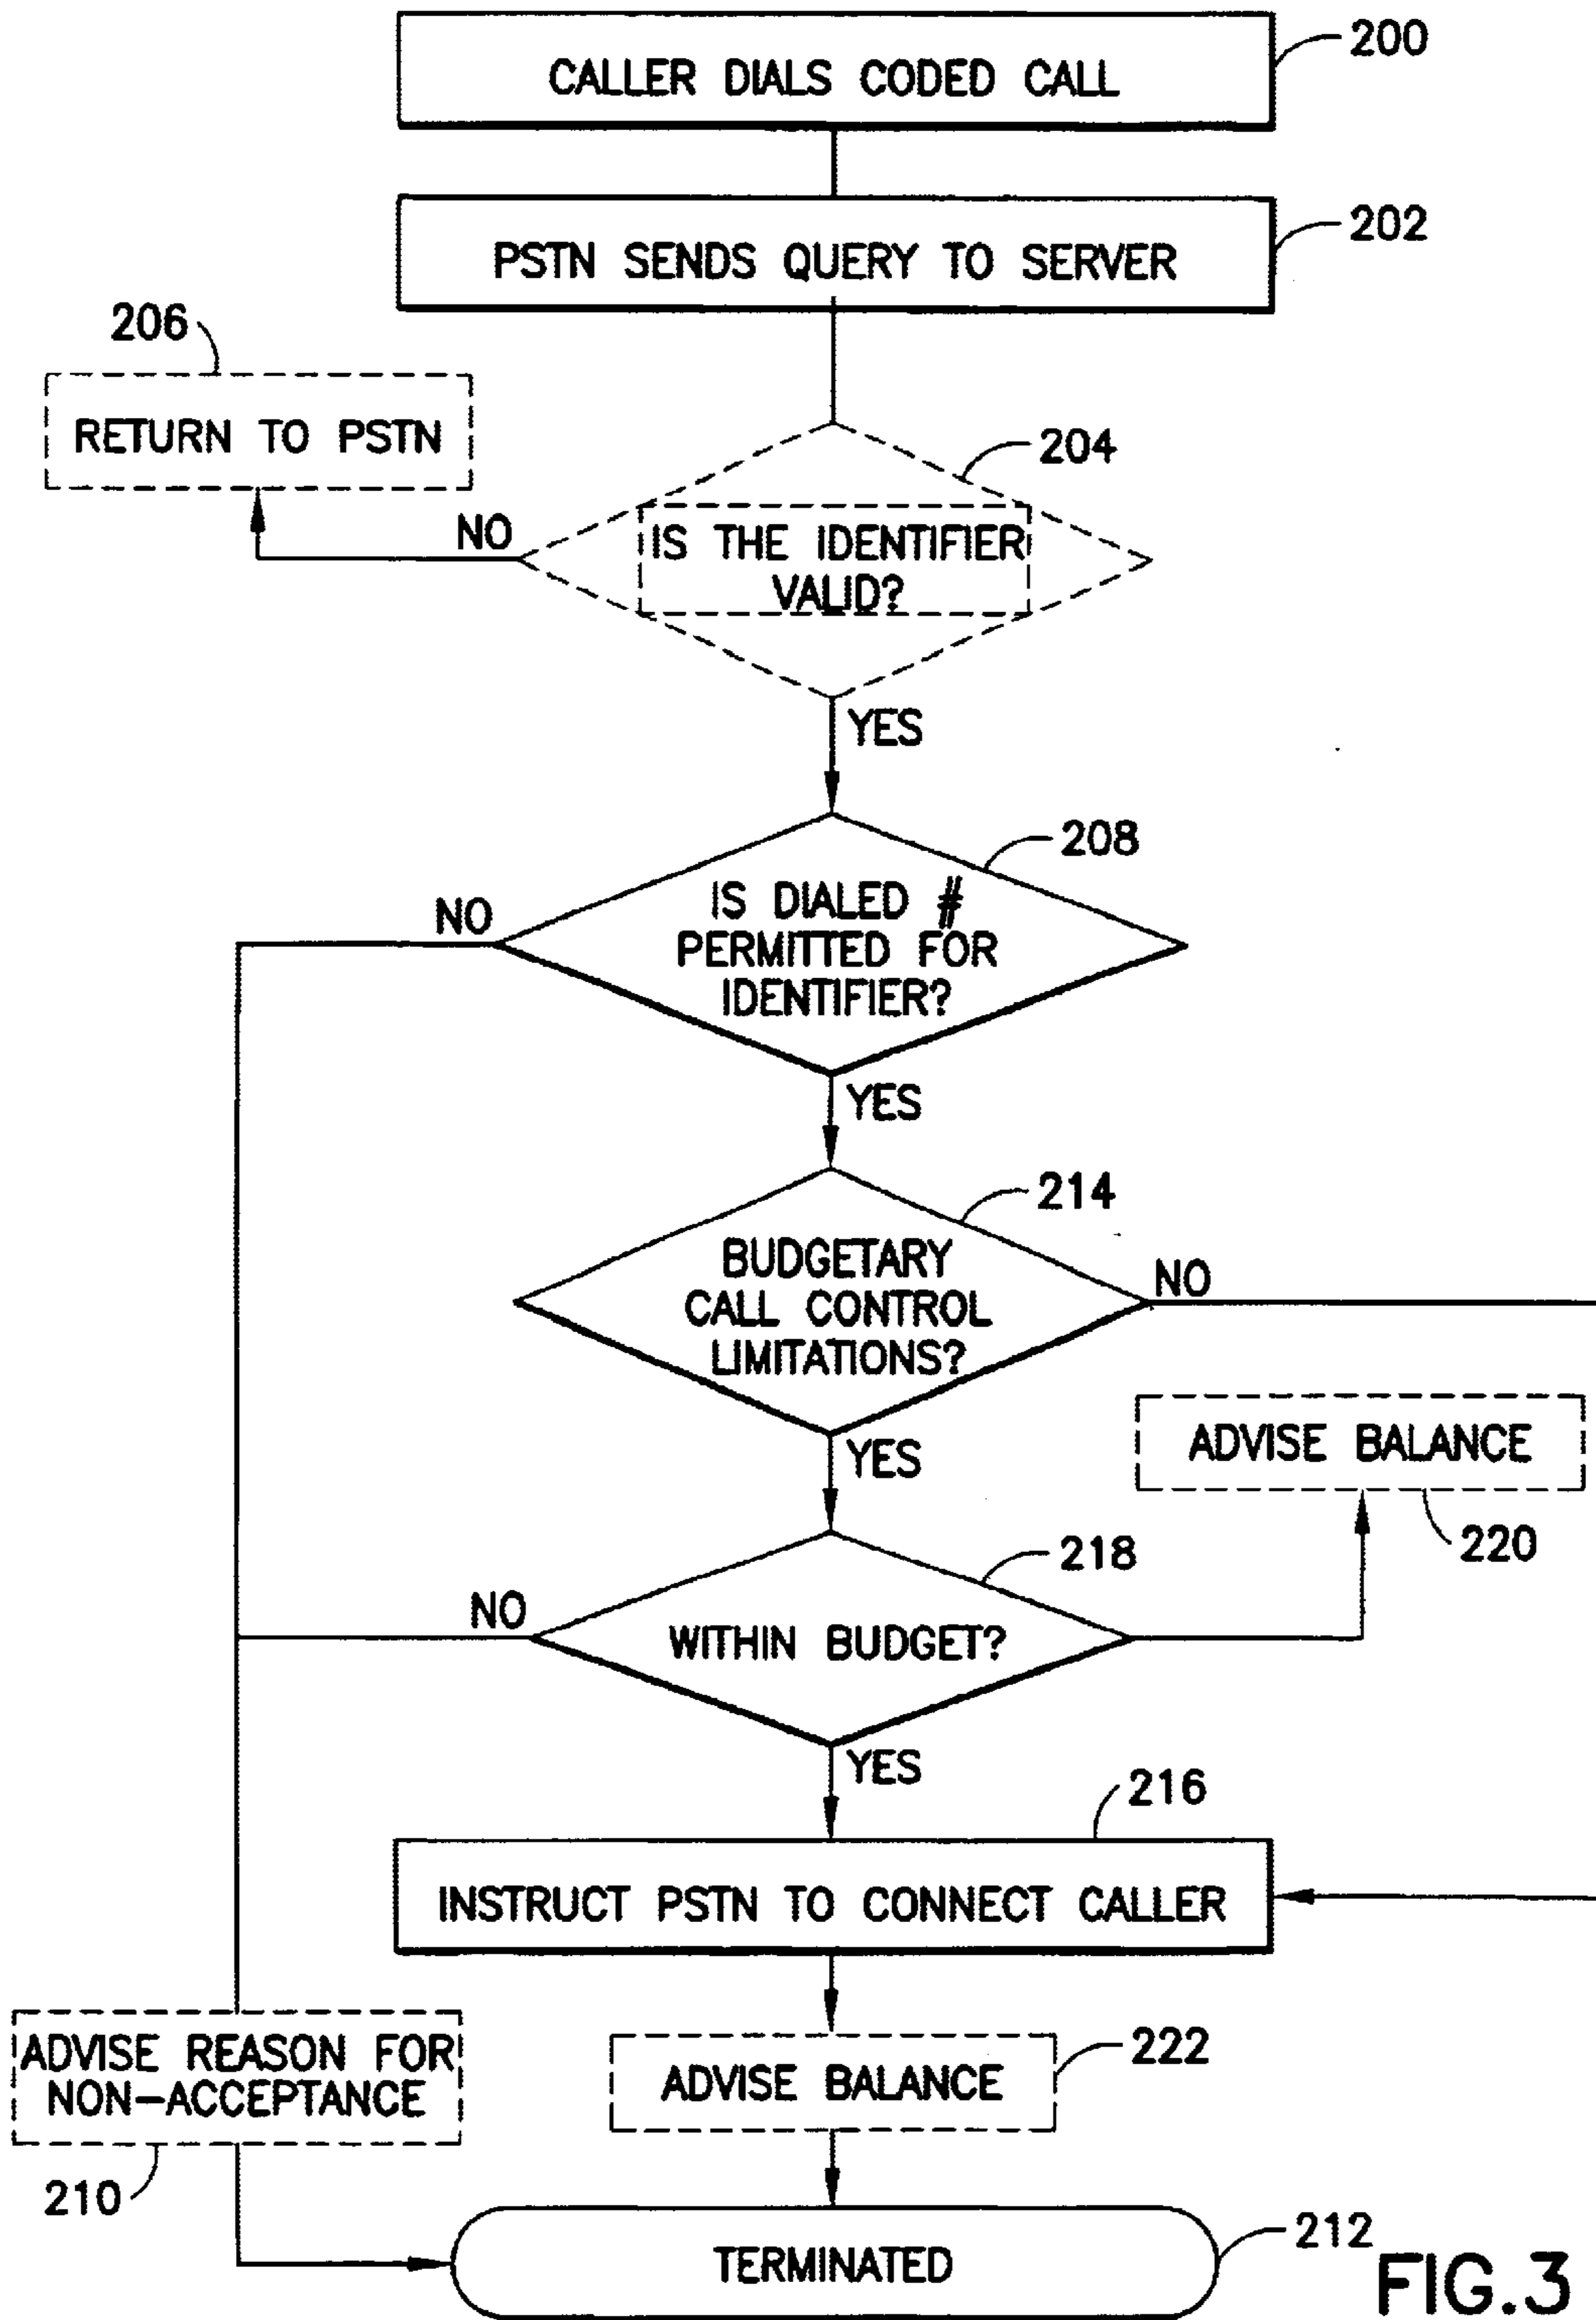 200
CALLER DIALS CODED CALL
202
PSTN SENDS QUERY TO SERVER
206
RETURN TO PSTN
204
NO
IS THE IDENTIFIER
VALID?
YES
208
NO
IS DIALED #
PERMITTED FOR
IDENTIFIER?
YES
214
BUDGETARY
CALL CONTROL
LIMITATIONS?
NO
YES
ADVISE BALANCE
220
218
NO
WITHIN BUDGET?
YES
216
INSTRUCT PSTN TO CONNECT CALLER
ADVISE REASON FOR
NON-ACCEPTANCE
210
222
ADVISE BALANCE
212
TERMINATED
FIG.3